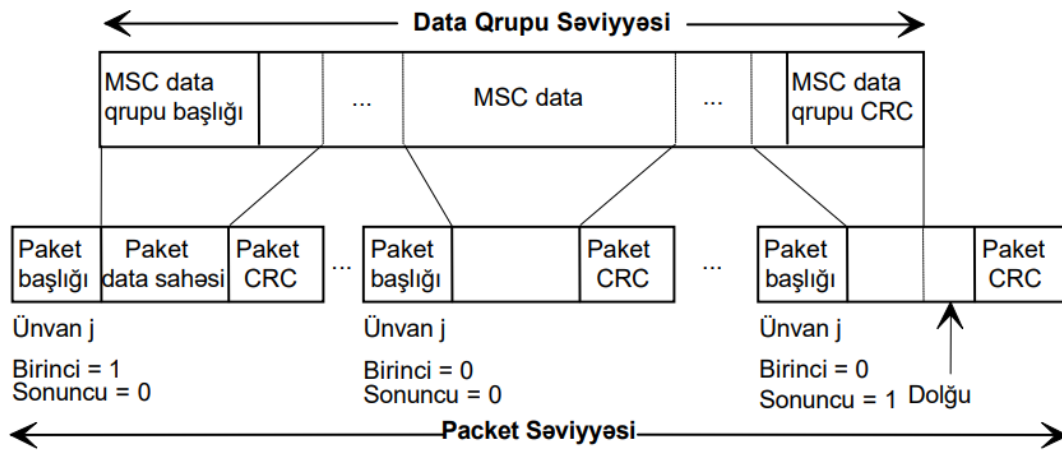 Data Qrupu Səviyyəsi
MSC data
qrupu başlığı
...
MSC data
...
MSC data
qrupu CRC
Paket
başlığı
Paket
data sahəsi
Paket
CRC
...
Paket
başlığı
Paket
CRC
...
Paket
başlığı
Paket
CRC
Ünvan j
Birinci = 1
Sonuncu = 0
Ünvan j
Birinci = 0
Sonuncu = 0
Ünvan j
Birinci = 0
Sonuncu = 1
Dolğu
Packet Səviyyəsi